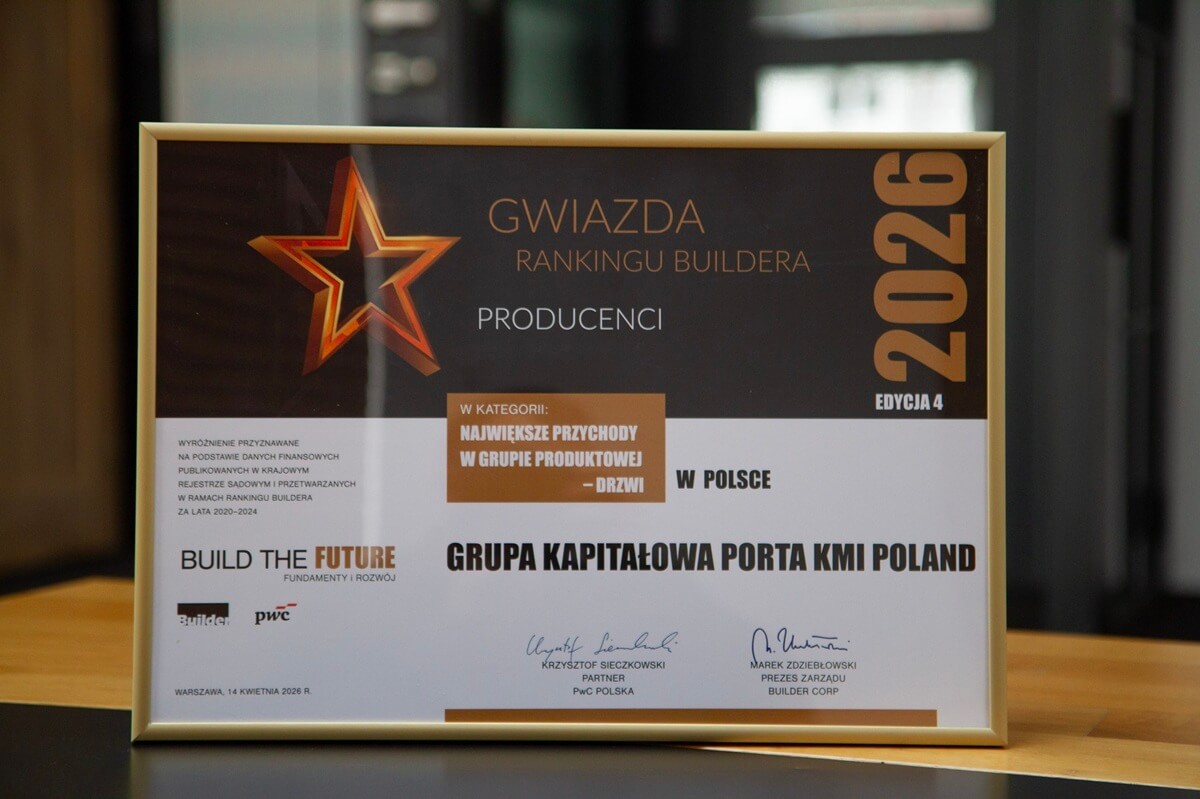 GWIAZDA
RANKINGU BUILDERA
PRODUCENCI
2026
EDYCJA 4
W KATEGORII:
NAJWIĘKSZE PRZYCHODY
W GRUPIE PRODUKTOWEJ
– DRZWI
W POLSCE
WYRÓŻNIENIE PRZYZNAWANE
NA PODSTAWIE DANYCH FINANSOWYCH
PUBLIKOWANYCH W KRAJOWYM
REJESTRZE SĄDOWYM I PRZETWARZANYCH
W RAMACH RANKINGU BUILDERA
ZA LATA 2020–2024
BUILD THE FUTURE
FUNDAMENTY i ROZWÓJ
Builder
pwc
GRUPA KAPITAŁOWA PORTA KMI POLAND
KRZYSZTOF SIECZKOWSKI
PARTNER
PwC POLSKA
MAREK ZDZIEBŁOWSKI
PREZES ZARZĄDU
BUILDER CORP
WARSZAWA, 14 KWIETNIA 2026 R.